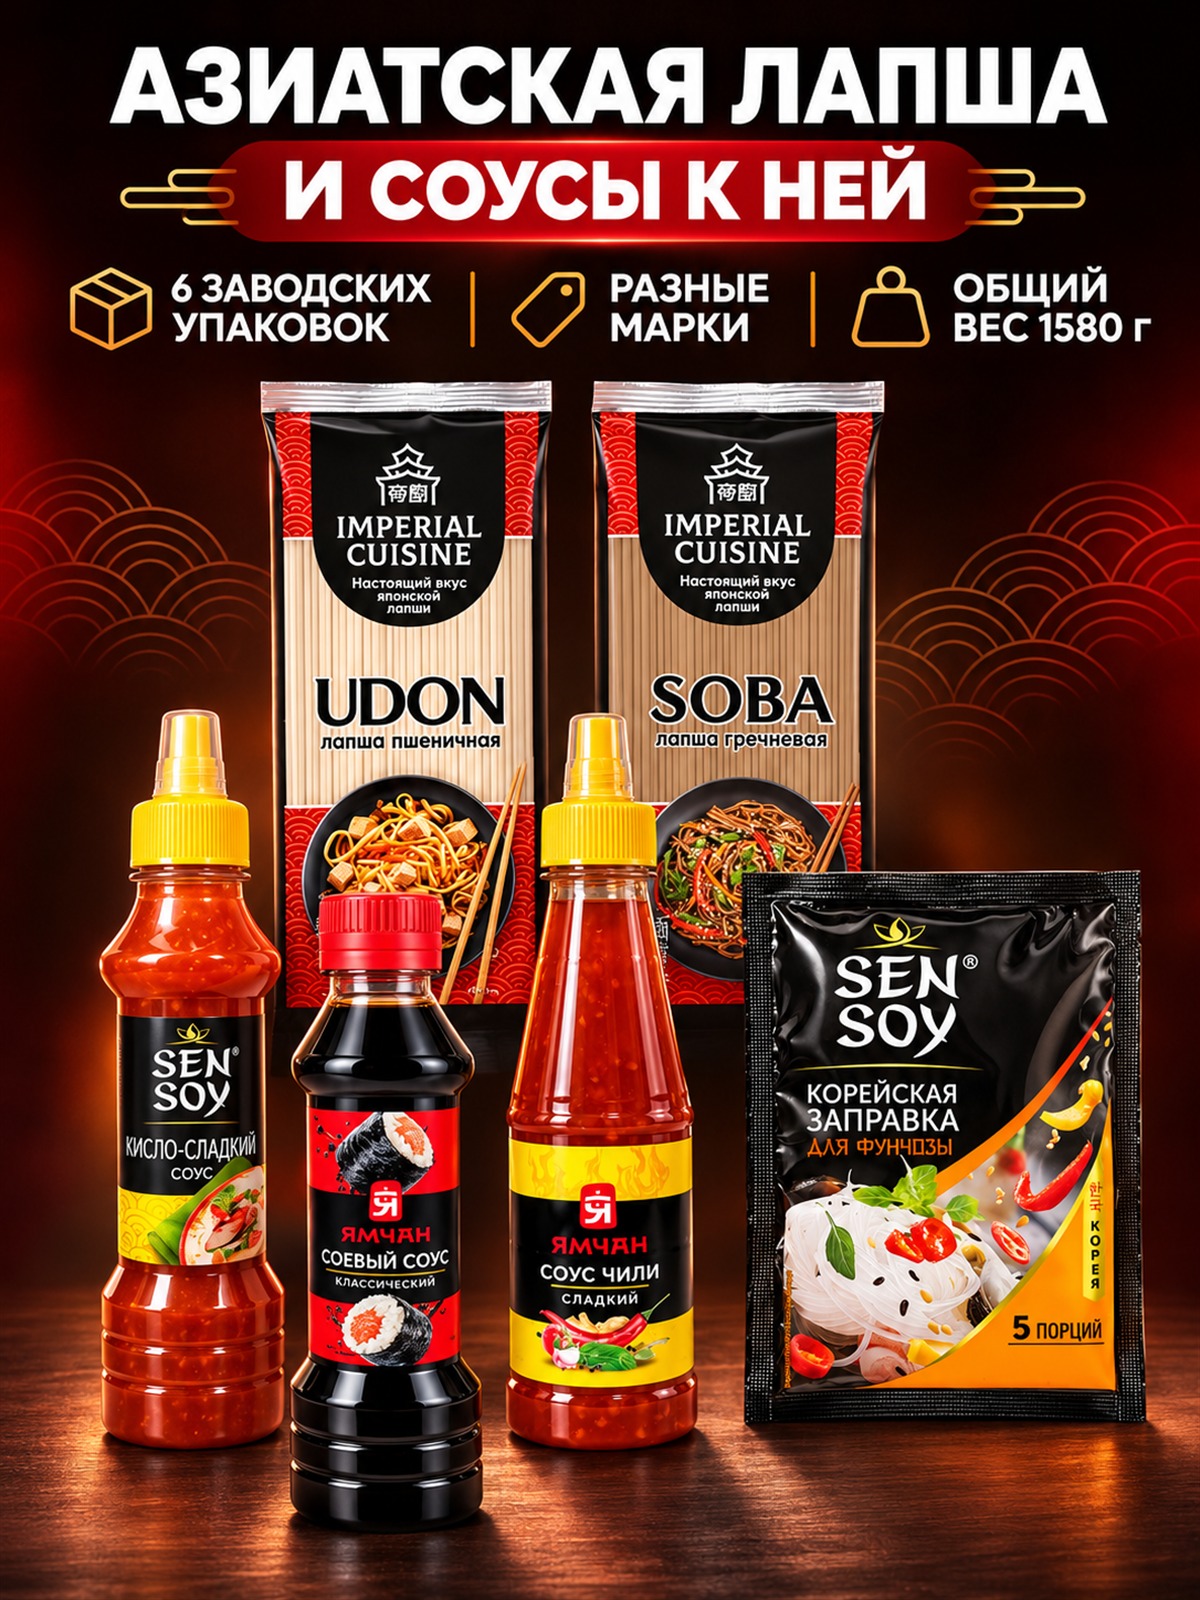 АЗИАТСКАЯ ЛАПША
И СОУСЫ К НЕЙ
6 ЗАВОДСКИХ
УПАКОВОК
РАЗНЫЕ
МАРКИ
ОБЩИЙ
ВЕС 1580 г
IMPERIAL
CUISINE
Настоящий вкус
японской
лапши
UDON
лапша пшеничная
IMPERIAL
CUISINE
Настоящий вкус
японской
лапши
SOBA
лапша гречневая
SEN®
SOY
КИСЛО-СЛАДКИЙ
СОУС
Я
ЯМЧАН
СОЕВЫЙ СОУС
КЛАССИЧЕСКИЙ
Я
ЯМЧАН
СОУС ЧИЛИ
СЛАДКИЙ
SEN®
SOY
КОРЕЙСКАЯ
ЗАПРАВКА
ДЛЯ ФУНЧОЗЫ
한국 КОРЕЯ
5 ПОРЦИЙ